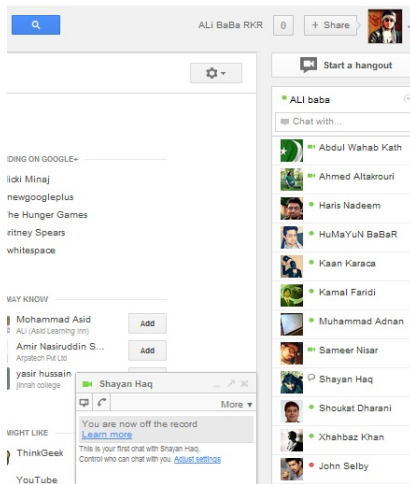 ALi BaBa RKR 0 + Share
Start a hangout
ALI baba
Chat with...
Abdul Wahab Kath
Ahmed Altakrouri
Haris Nadeem
HuMaYuN BaBaR
Kaan Karaca
Kamal Faridi
Muhammad Adnan
Sameer Nisar
Shayan Haq
Shoukat Dharani
Xhahbaz Khan
John Selby
DING ON GOOGLE+
icki Minaj
newgoogleplus
he Hunger Games
ritney Spears
whitespace
MAY KNOW
Mohammad Asid
ALI (Asid Learning Inn)
Add
Amir Nasiruddin S...
Arpatech Pvt Ltd
Add
yasir hussain
jinnah college
MIGHT LIKE
ThinkGeek
YouTube
Shayan Haq
More
You are now off the record
Learn more
This is your first chat with Shayan Haq.
Control who can chat with you. Adjust settings